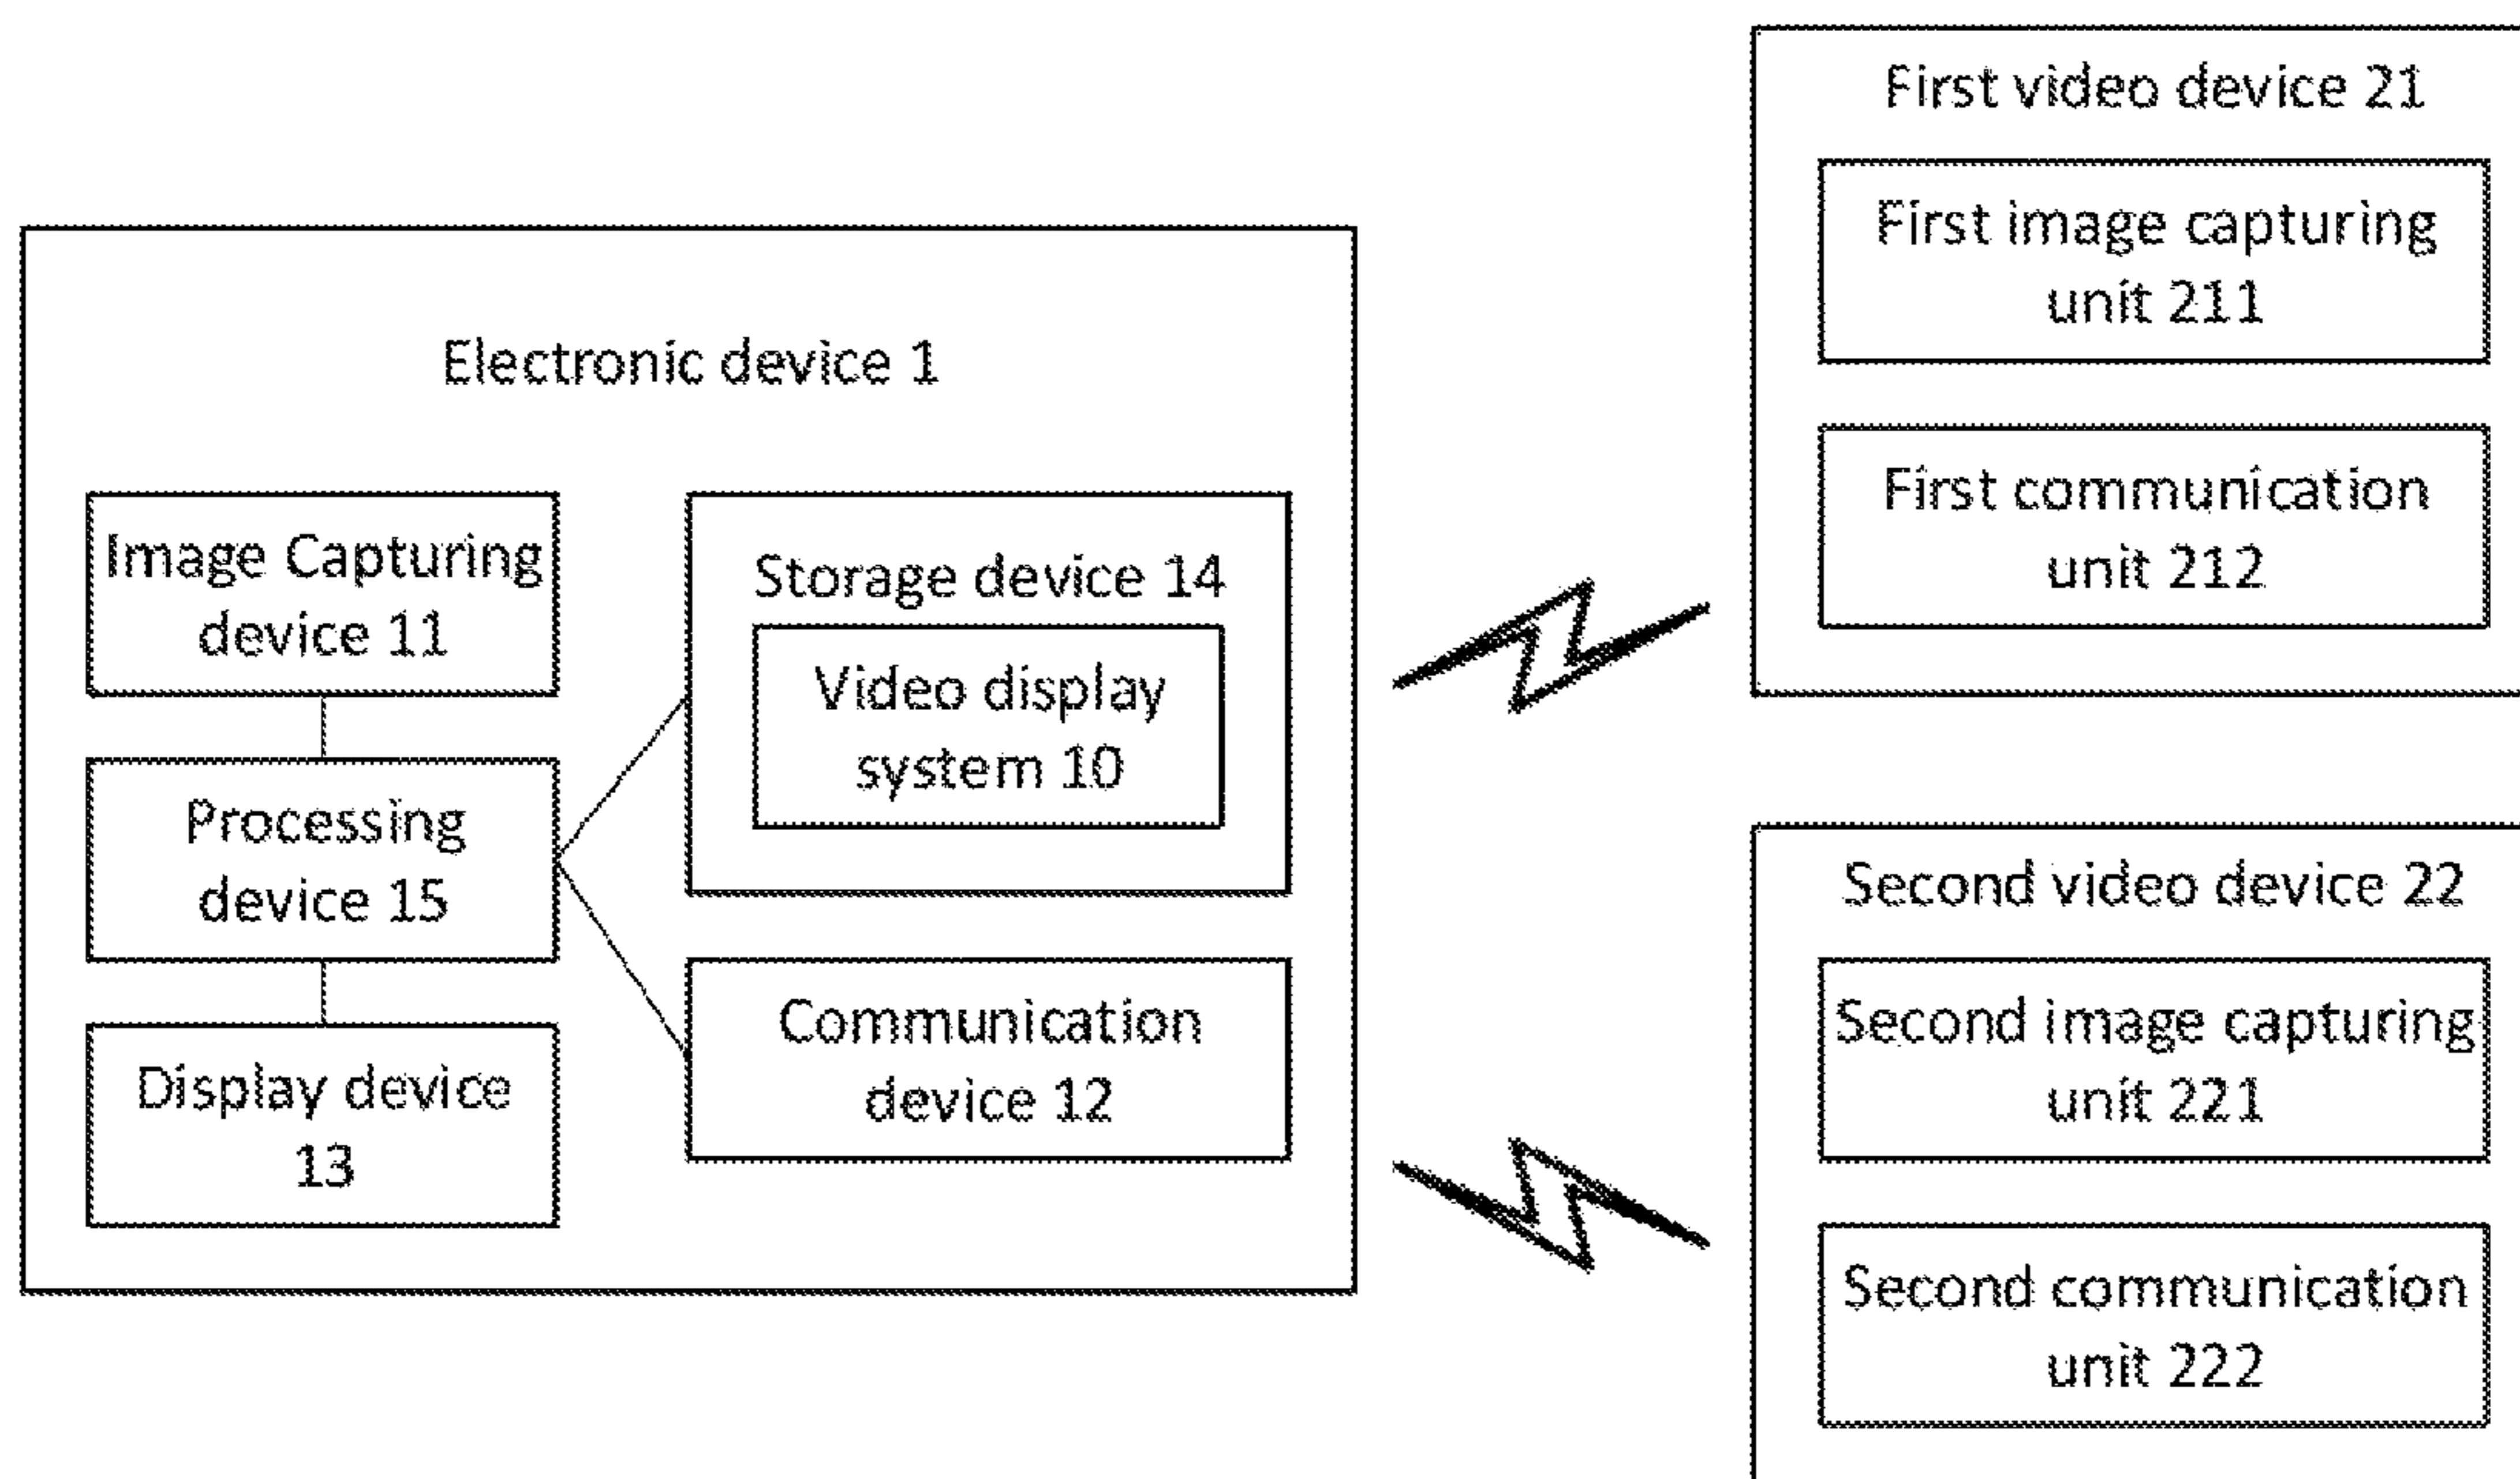 Electronic device 1
Image Capturing
device 11
Processing
device 15
Display device
13
Storage device 14
Video display
system 10
Communication
device 12
First video device 21
First image capturing
unit 211
First communication
unit 212
Second video device 22
Second image capturing
unit 221
Second communication
unit 222